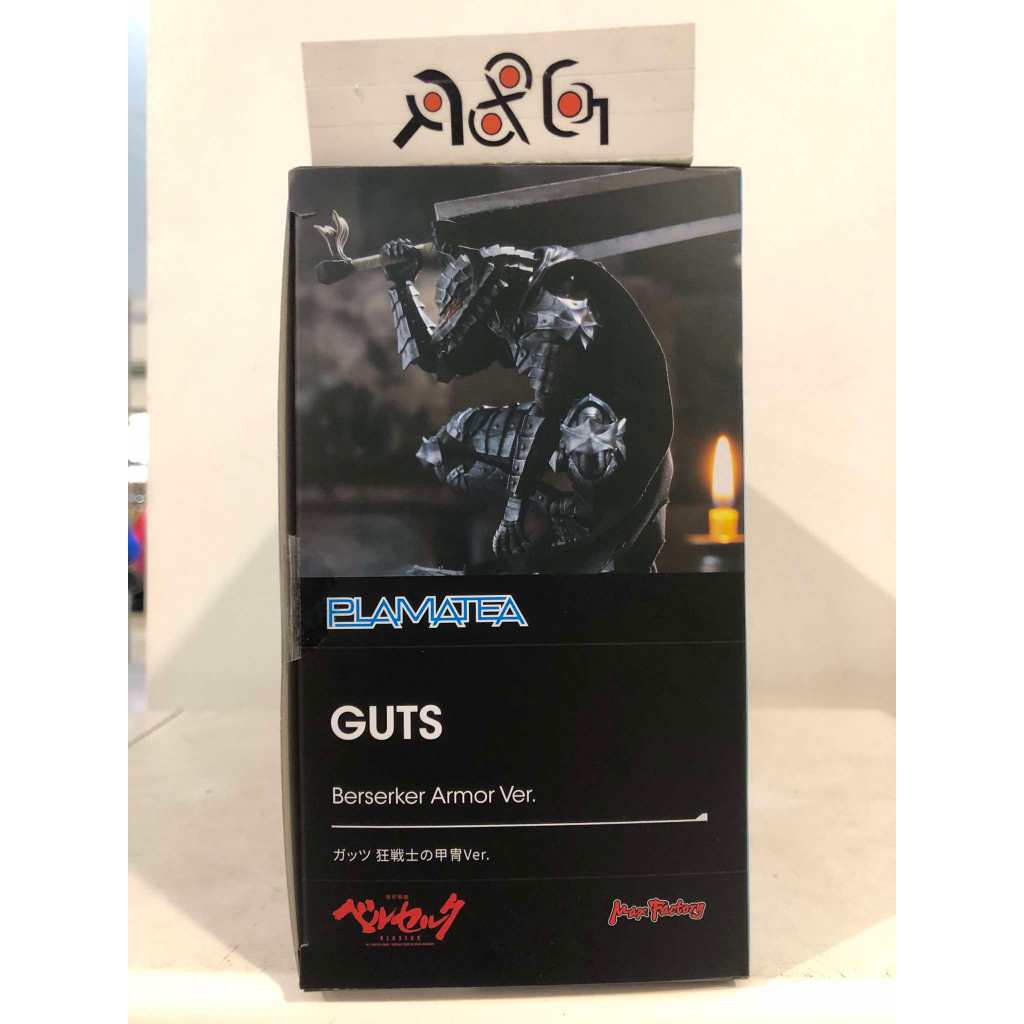 PLAMATEA
GUTS
Berserker Armor Ver.
ガッツ 狂戦士の甲冑Ver.
ベルセルク
Max Factory